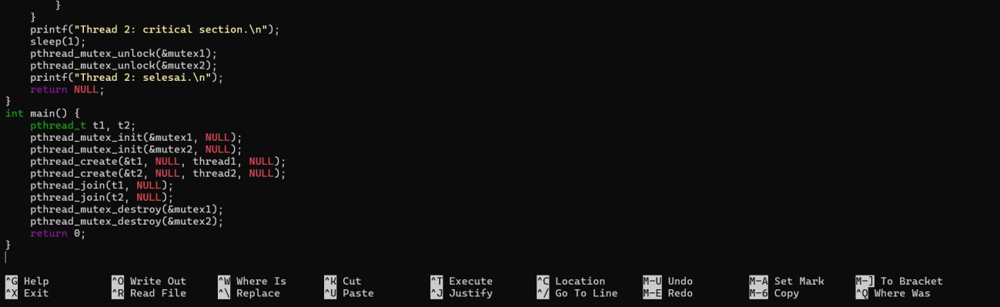 }
    }
    printf("Thread 2: critical section.\n");
    sleep(1);
    pthread_mutex_unlock(&mutex1);
    pthread_mutex_unlock(&mutex2);
    printf("Thread 2: selesai.\n");
    return NULL;
}
int main() {
    pthread_t t1, t2;
    pthread_mutex_init(&mutex1, NULL);
    pthread_mutex_init(&mutex2, NULL);
    pthread_create(&t1, NULL, thread1, NULL);
    pthread_create(&t2, NULL, thread2, NULL);
    pthread_join(t1, NULL);
    pthread_join(t2, NULL);
    pthread_mutex_destroy(&mutex1);
    pthread_mutex_destroy(&mutex2);
    return 0;
}
^G Help ^O Write Out ^W Where Is ^K Cut ^T Execute ^C Location M-U Undo M-A Set Mark M-] To Bracket
^X Exit ^R Read File ^\ Replace ^U Paste ^J Justify ^/ Go To Line M-E Redo M-6 Copy ^Q Where Was